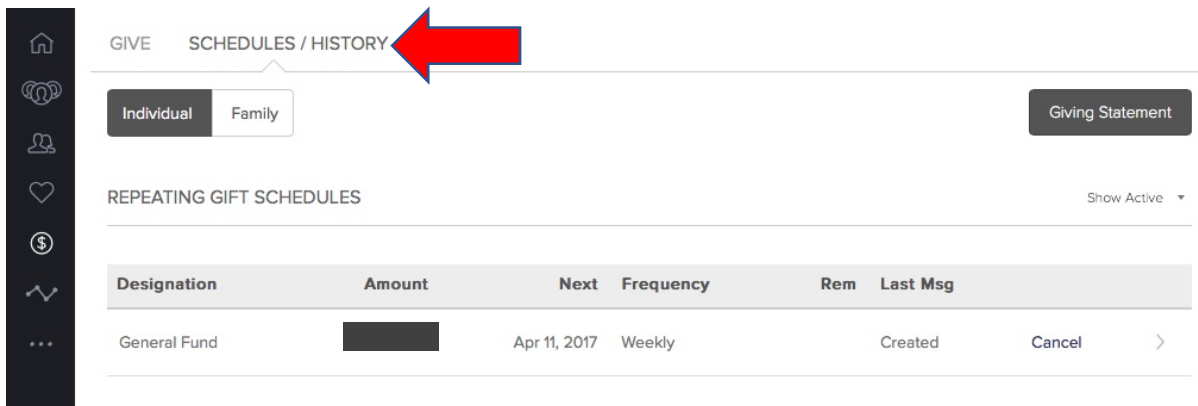 GIVE SCHEDULES / HISTORY
Individual Family Giving Statement
REPEATING GIFT SCHEDULES Show Active
Designation Amount Next Frequency Rem Last Msg
General Fund Apr 11, 2017 Weekly Created Cancel